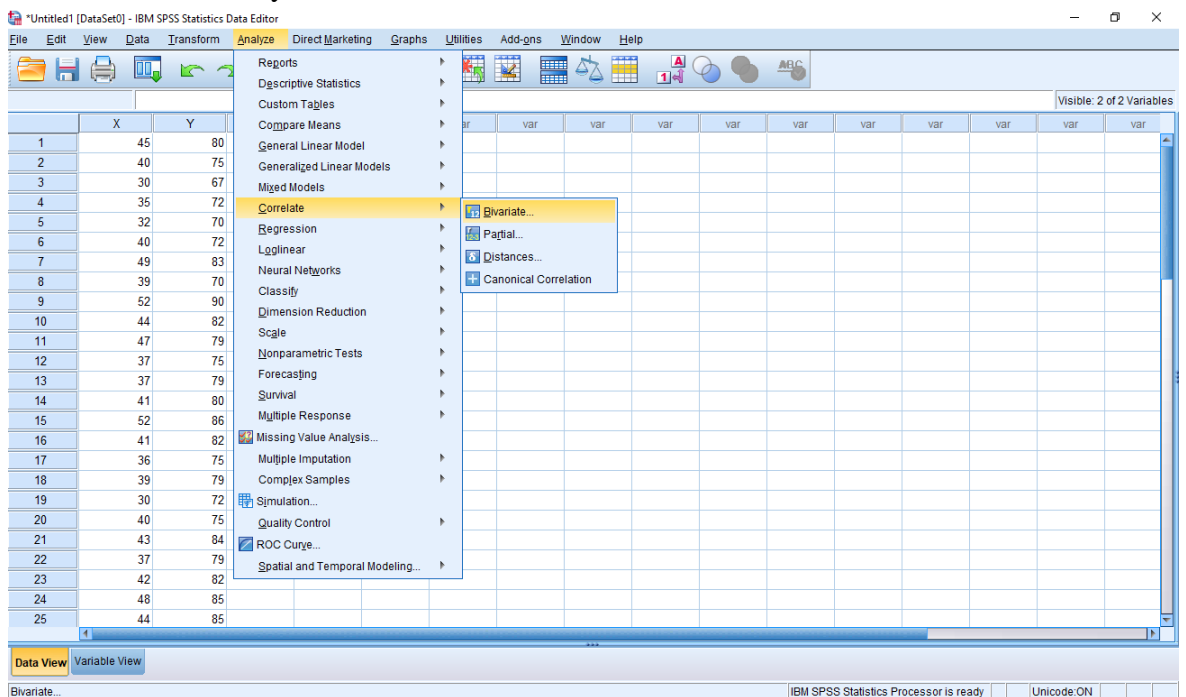 *Untitled1 [DataSet0] - IBM SPSS Statistics Data Editor
File Edit View Data Transform Analyze Direct Marketing Graphs Utilities Add-ons Window Help
Visible: 2 of 2 Variables
X Y var var var var var var var var var var
1 45 80
2 40 75
3 30 67
4 35 72
5 32 70
6 40 72
7 49 83
8 39 70
9 52 90
10 44 82
11 47 79
12 37 75
13 37 79
14 41 80
15 52 86
16 41 82
17 36 75
18 39 79
19 30 72
20 40 75
21 43 84
22 37 79
23 42 82
24 48 85
25 44 85
Reports
Descriptive Statistics
Custom Tables
Compare Means
General Linear Model
Generalized Linear Models
Mixed Models
Correlate
Regression
Loglinear
Neural Networks
Classify
Dimension Reduction
Scale
Nonparametric Tests
Forecasting
Survival
Multiple Response
Missing Value Analysis...
Multiple Imputation
Complex Samples
Simulation...
Quality Control
ROC Curve...
Spatial and Temporal Modeling...
Bivariate...
Partial...
Distances...
Canonical Correlation
Data View Variable View
Bivariate... IBM SPSS Statistics Processor is ready Unicode:ON